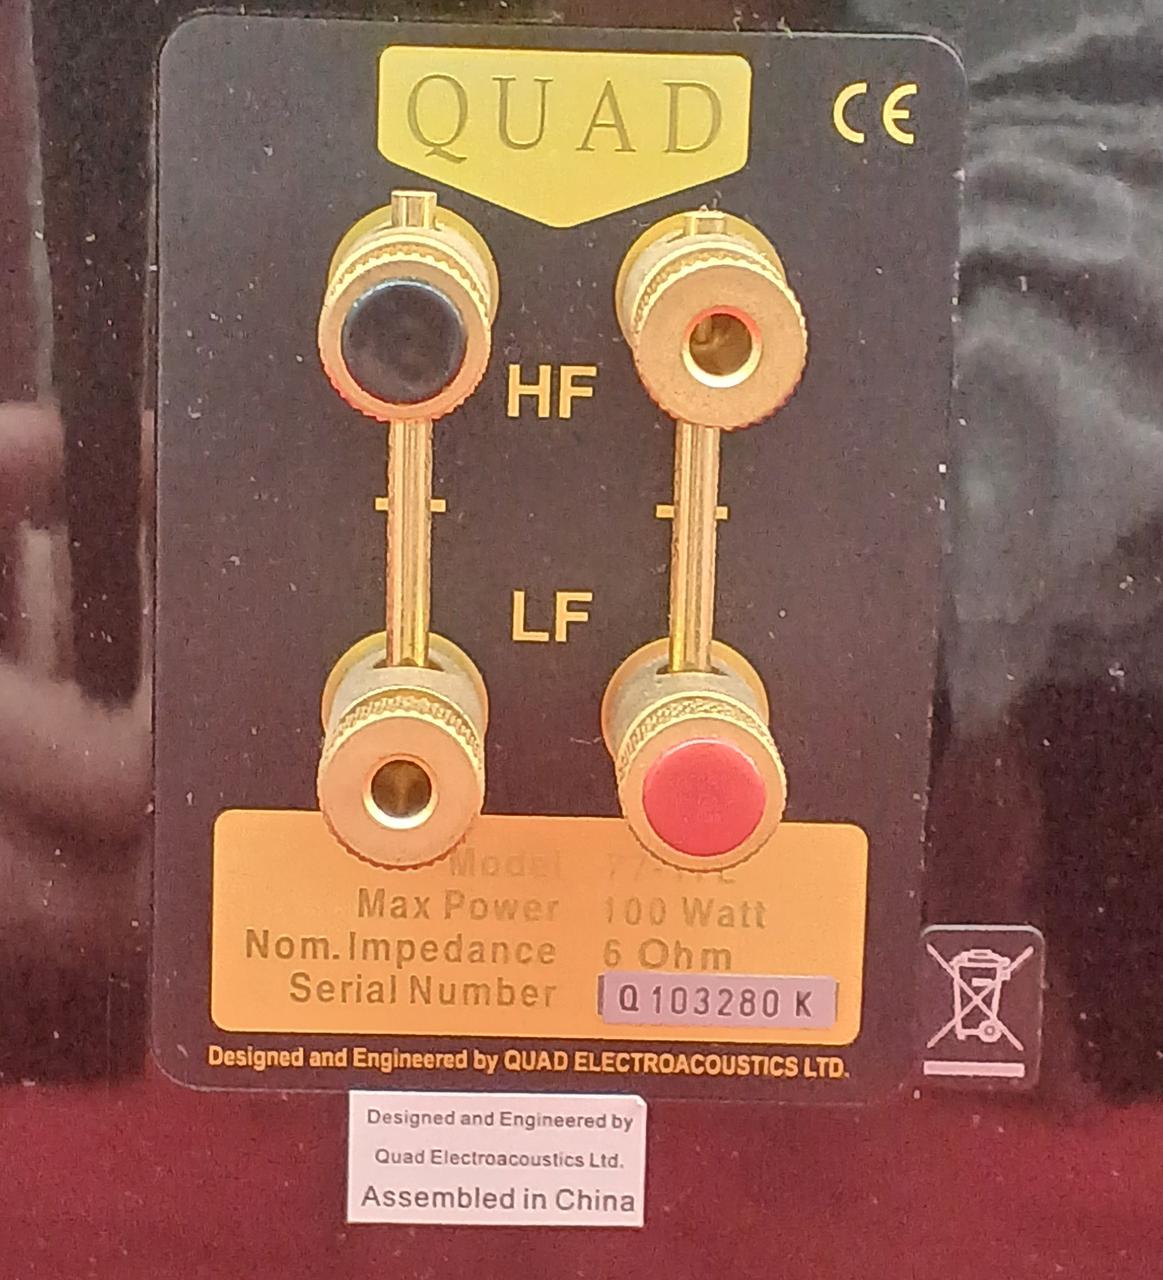 QUAD
CE
HF
LF
Model
Max Power 100 Watt
Nom. Impedance 6 Ohm
Serial Number Q 103280 K
Designed and Engineered by QUAD ELECTROACOUSTICS LTD.
Designed and Engineered by
Quad Electroacoustics Ltd.
Assembled in China